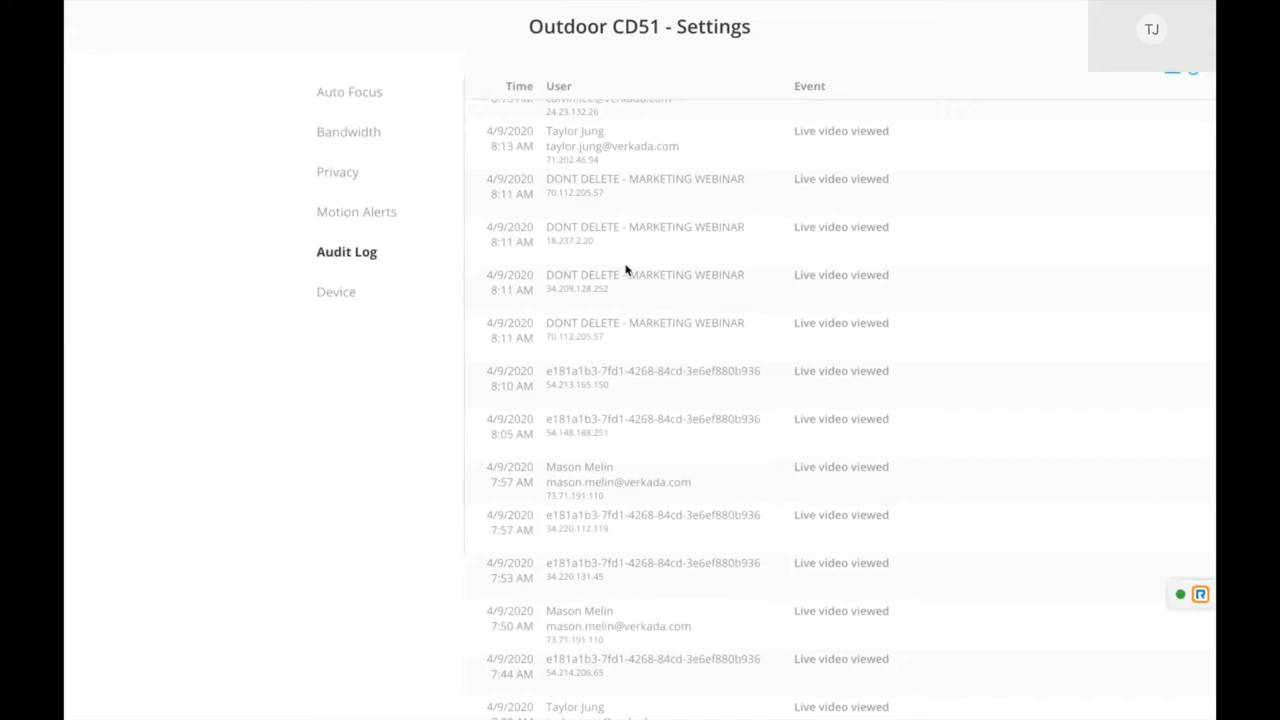 Outdoor CD51 - Settings
TJ
Auto Focus
Bandwidth
Privacy
Motion Alerts
Audit Log
Device
Time User Event
24.23.132.26
4/9/2020 Taylor Jung Live video viewed
8:13 AM taylor.jung@verkada.com
71.202.46.94
4/9/2020 DONT DELETE - MARKETING WEBINAR Live video viewed
8:11 AM 70.112.205.57
4/9/2020 DONT DELETE - MARKETING WEBINAR Live video viewed
8:11 AM 18.237.2.20
4/9/2020 DONT DELETE - MARKETING WEBINAR Live video viewed
8:11 AM 34.209.128.252
4/9/2020 DONT DELETE - MARKETING WEBINAR Live video viewed
8:11 AM 70.112.205.57
4/9/2020 e181a1b3-7fd1-4268-84cd-3e6ef880b936 Live video viewed
8:10 AM 54.213.165.150
4/9/2020 e181a1b3-7fd1-4268-84cd-3e6ef880b936 Live video viewed
8:05 AM 54.148.188.251
4/9/2020 Mason Melin Live video viewed
7:57 AM mason.melin@verkada.com
73.71.191.110
4/9/2020 e181a1b3-7fd1-4268-84cd-3e6ef880b936 Live video viewed
7:57 AM 34.220.112.119
4/9/2020 e181a1b3-7fd1-4268-84cd-3e6ef880b936 Live video viewed
7:53 AM 34.220.131.45
4/9/2020 Mason Melin Live video viewed
7:50 AM mason.melin@verkada.com
73.71.191.110
4/9/2020 e181a1b3-7fd1-4268-84cd-3e6ef880b936 Live video viewed
7:44 AM 54.214.206.65
4/9/2020 Taylor Jung Live video viewed